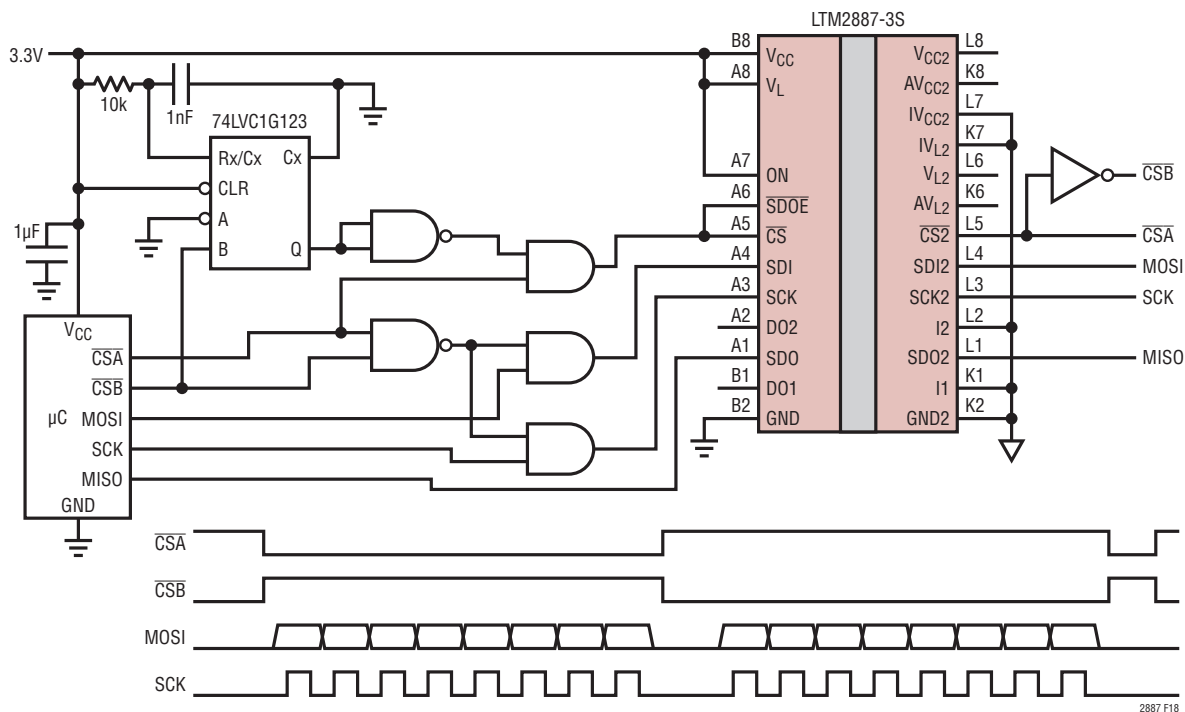 LTM2887-3S
3.3V
10k
1nF
74LVC1G123
Rx/Cx
Cx
CLR
A
B
Q
1µF
VCC
CSA
CSB
µC
MOSI
SCK
MISO
GND
B8
VCC
A8
VL
A7
ON
A6
SDOE
A5
CS
A4
SDI
A3
SCK
A2
DO2
A1
SDO
B1
DO1
B2
GND
VCC2
L8
AVCC2
K8
IVCC2
L7
IVL2
K7
VL2
L6
AVL2
K6
CS2
L5
SDI2
L4
SCK2
L3
I2
L2
SDO2
L1
I1
K1
GND2
K2
CSB
CSA
MOSI
SCK
MISO
CSA
CSB
MOSI
SCK
2887 F18